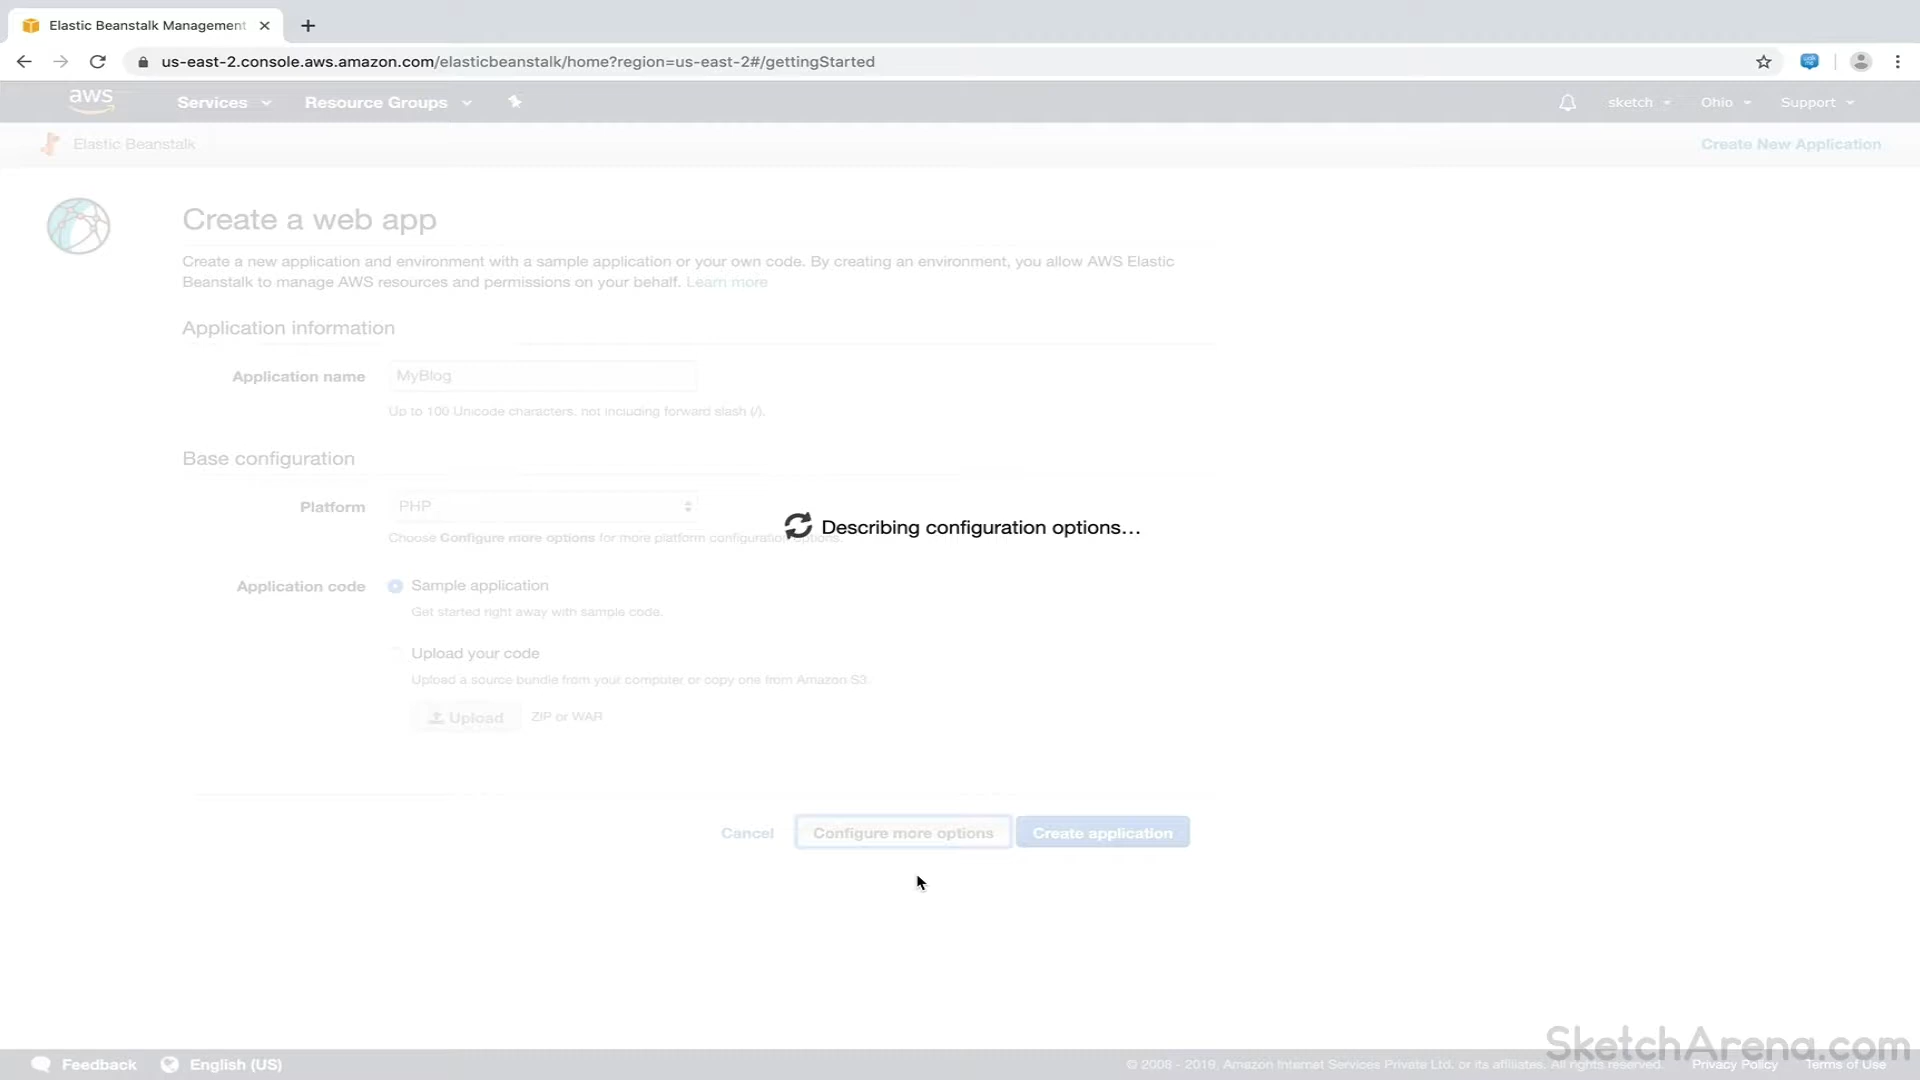 Elastic Beanstalk Management
us-east-2.console.aws.amazon.com/elasticbeanstalk/home?region=us-east-2#/gettingStarted
aws Services Resource Groups sketch Ohio Support
Elastic Beanstalk Create New Application
Create a web app
Create a new application and environment with a sample application or your own code. By creating an environment, you allow AWS Elastic
Beanstalk to manage AWS resources and permissions on your behalf. Learn more
Application information
Application name MyBlog
Up to 100 Unicode characters, not including forward slash (/).
Base configuration
Platform PHP
Describing configuration options...
Choose Configure more options for more platform configuration options.
Application code Sample application
Get started right away with sample code.
Upload your code
Upload a source bundle from your computer or copy one from Amazon S3.
Upload ZIP or WAR
Cancel Configure more options Create application
SketchArena.com
Feedback English (US) © 2008 - 2019, Amazon Internet Services Private Ltd. or its affiliates. All rights reserved. Privacy Policy Terms of Use